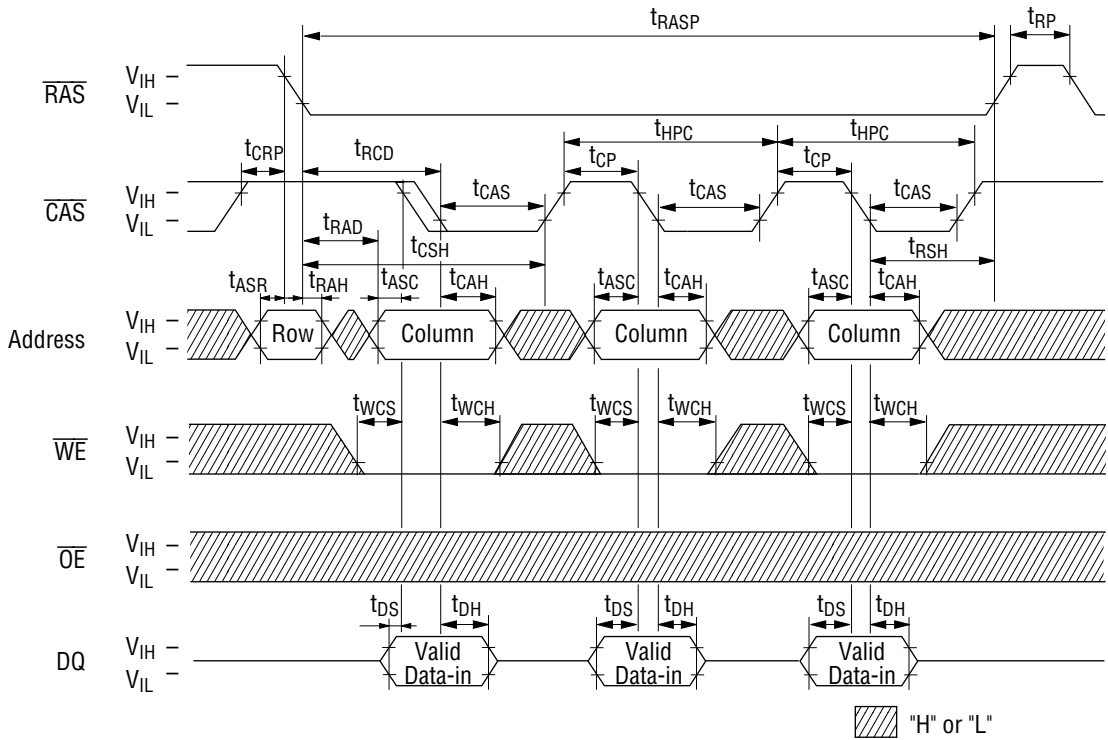 tRASP
tRP
RAS
VIH
VIL
tCRP
tRCD
tHPC
tHPC
tCP
tCP
CAS
VIH
VIL
tCAS
tCAS
tCAS
tRAD
tCSH
tRSH
tASR
tRAH
tASC
tCAH
tASC
tCAH
tASC
tCAH
Address
VIH
VIL
Row
Column
Column
Column
tWCS
tWCH
tWCS
tWCH
tWCS
tWCH
WE
VIH
VIL
OE
VIH
VIL
tDS
tDH
tDS
tDH
tDS
tDH
DQ
VIH
VIL
Valid
Data-in
Valid
Data-in
Valid
Data-in
"H" or "L"